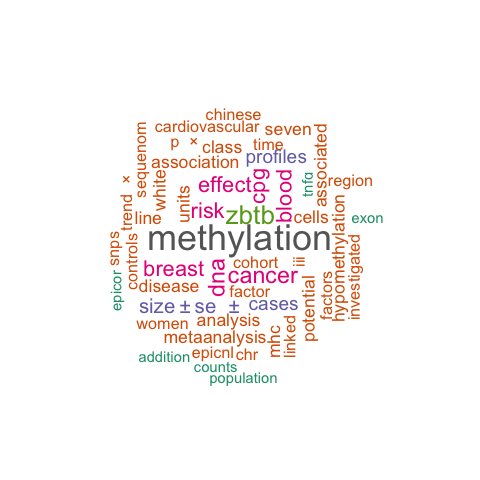 chinese
cardiovascular
seven
p
×
class
time
sequenom
association
profiles
associated
×
white
units
effect
cpg
blood
tnfα
region
trend
line
risk
zbtb
cells
exon
methylation
snps
controls
hypomethylation
investigated
epicor
breast
dna
cohort
cancer
iii
disease
factor
potential
factors
size
±
se
±
cases
women
analysis
metaanalysis
mhc
linked
addition
epicnl
chr
counts
population